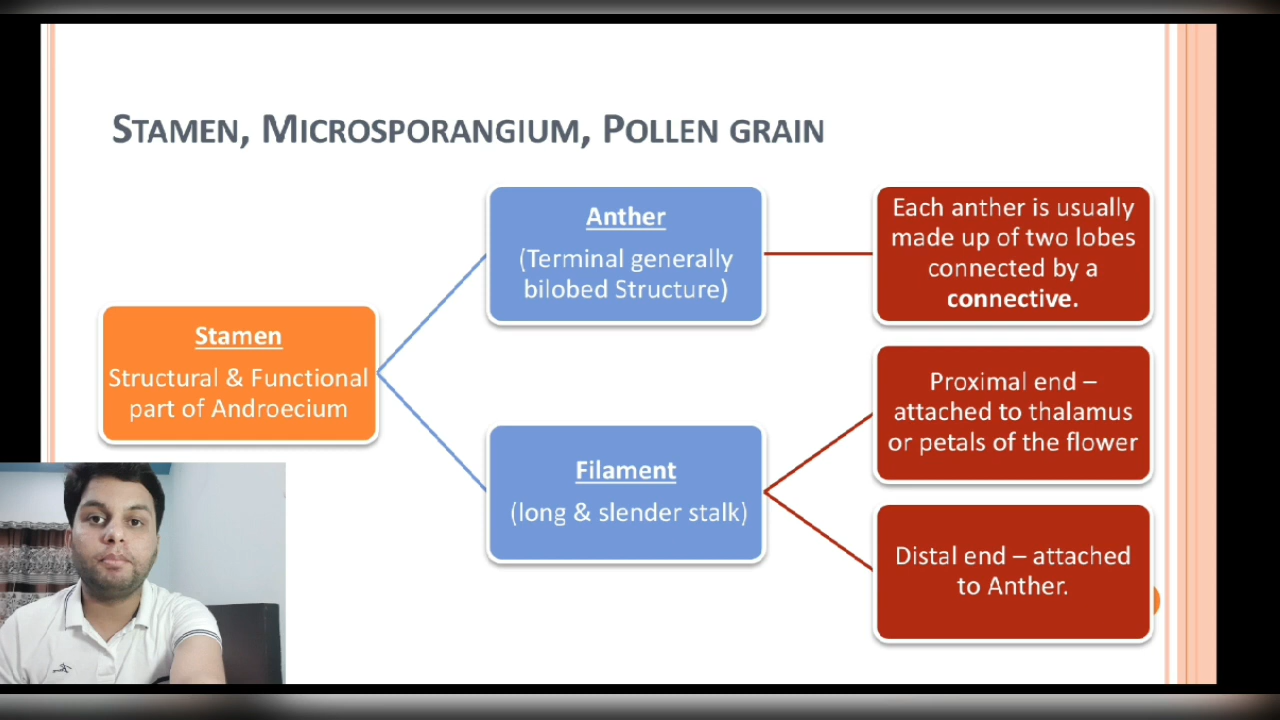 STAMEN, MICROSPORANGIUM, POLLEN GRAIN
Stamen
Structural & Functional
part of Androecium
Anther
(Terminal generally
bilobed Structure)
Filament
(long & slender stalk)
Each anther is usually
made up of two lobes
connected by a
connective.
Proximal end –
attached to thalamus
or petals of the flower
Distal end – attached
to Anther.